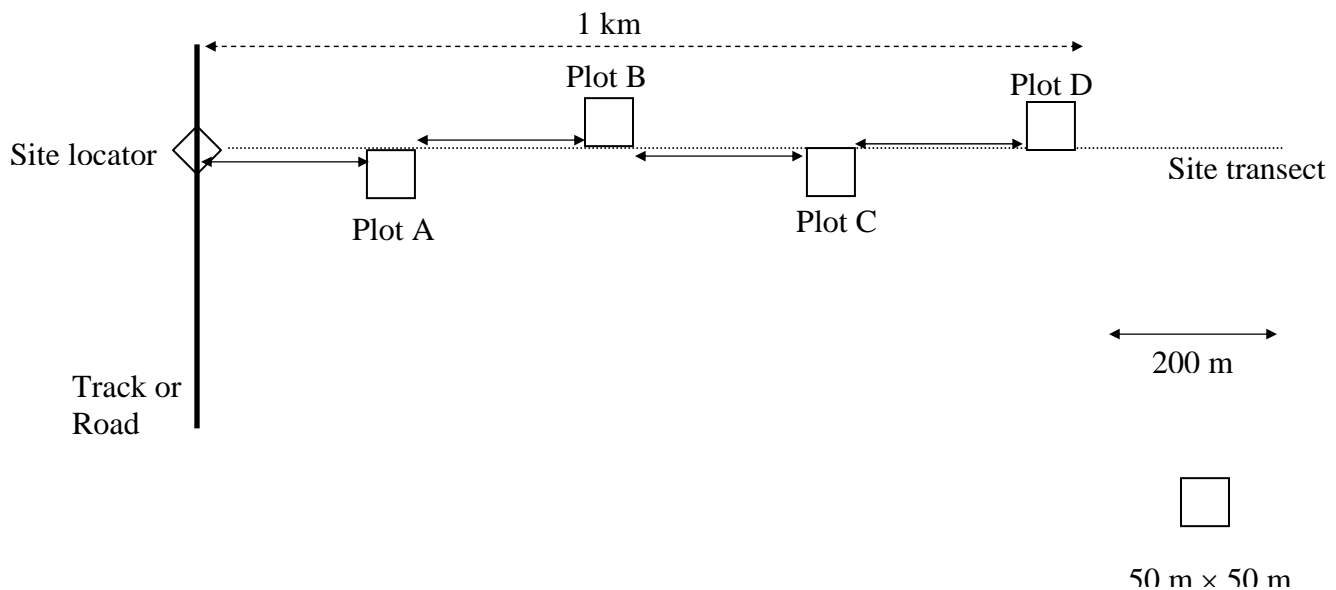 1 km
Plot B
Plot D
Site locator
Site transect
Plot A
Plot C
200 m
Track or
Road
50 m × 50 m